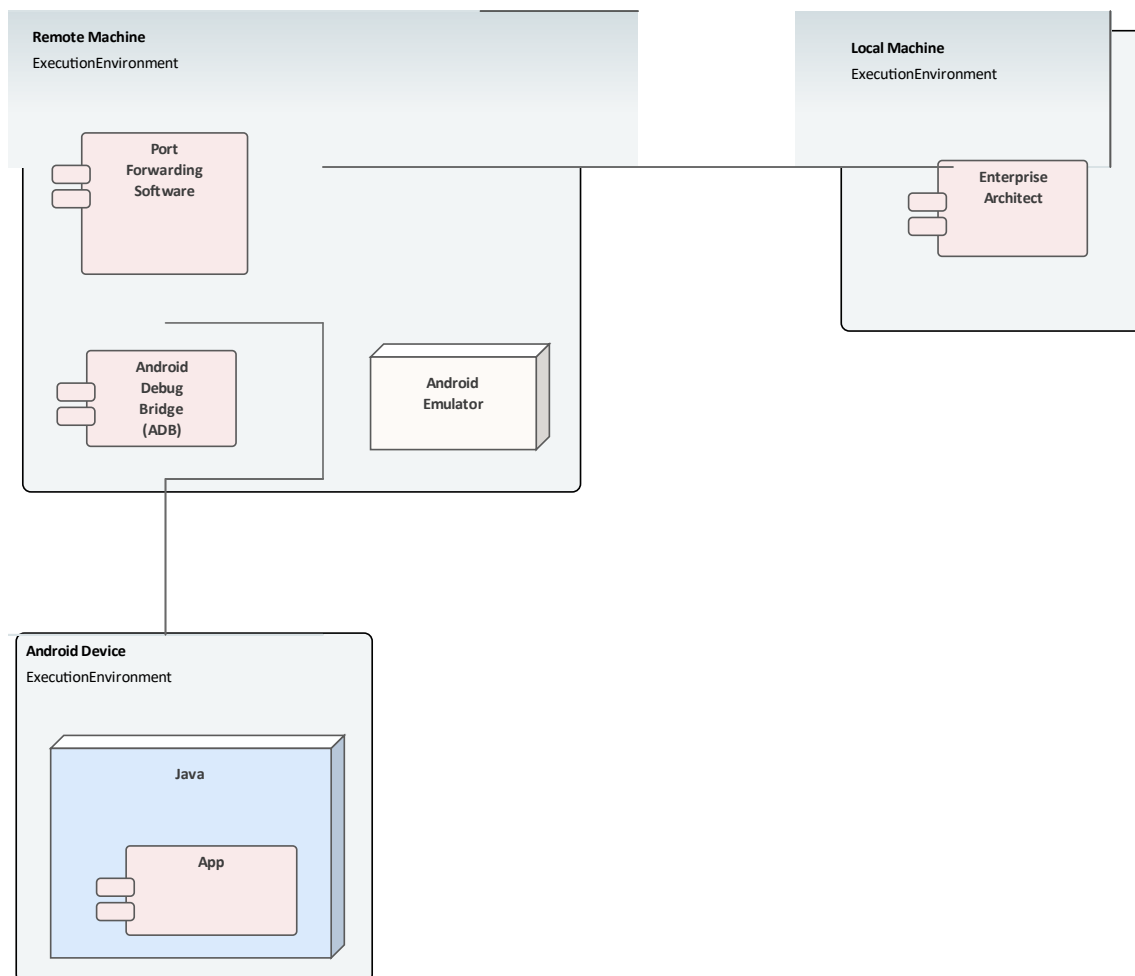 Remote Machine
ExecutionEnvironment
Local Machine
ExecutionEnvironment
Port
Forwarding
Software
Enterprise
Architect
Android
Debug
Bridge
(ADB)
Android
Emulator
Android Device
ExecutionEnvironment
Java
App